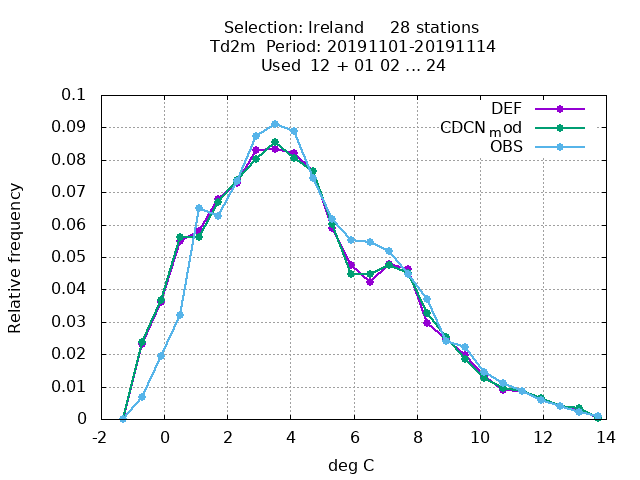 Selection: Ireland 28 stations
Td2m Period: 20191101-20191114
Used 12 + 01 02 ... 24
0.1
DEF
0.09
CDCN_mod
OBS
0.08
0.07
0.06
0.05
0.04
0.03
0.02
0.01
0
Relative frequency
-2 0 2 4 6 8 10 12 14
deg C